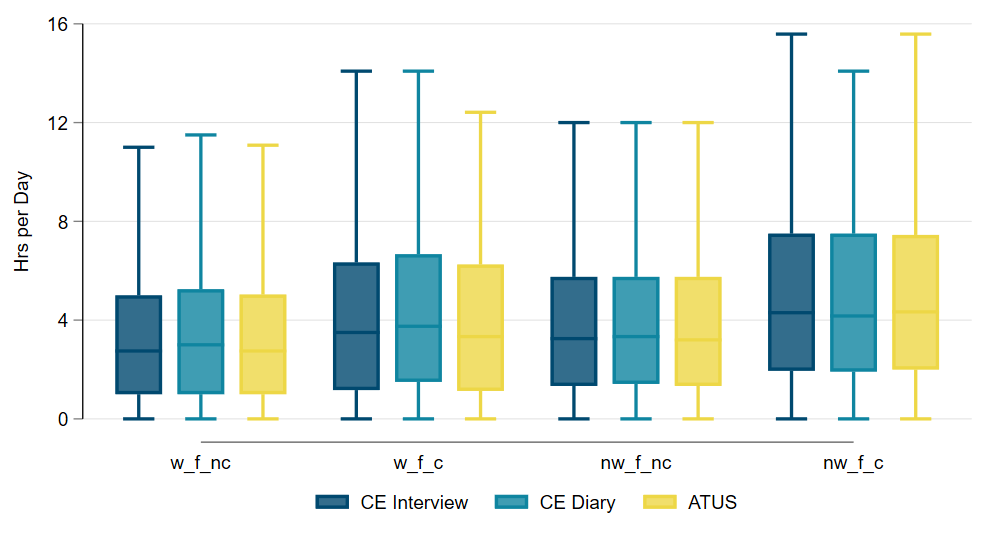 16
12
8
4
0
Hrs per Day
w_f_nc
w_f_c
nw_f_nc
nw_f_c
CE Interview
CE Diary
ATUS